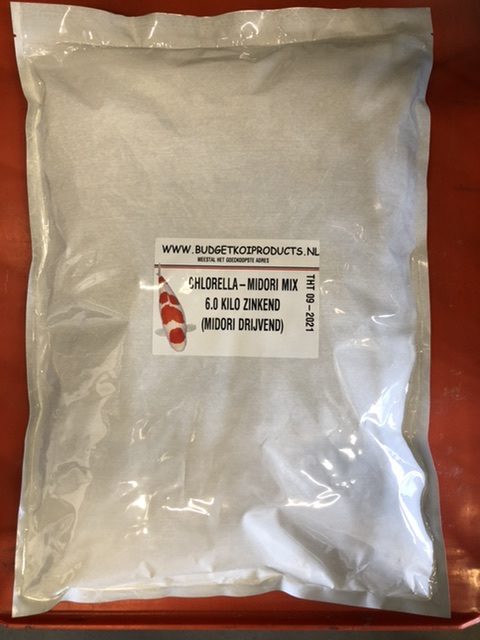 WWW.BUDGETKOIPRODUCTS.NL
MEESTAL HET GOEDKOOPSTE ADRES
CHLORELLA – MIDORI MIX
6.0 KILO ZINKEND
(MIDORI DRIJVEND)
THT 09 – 2021